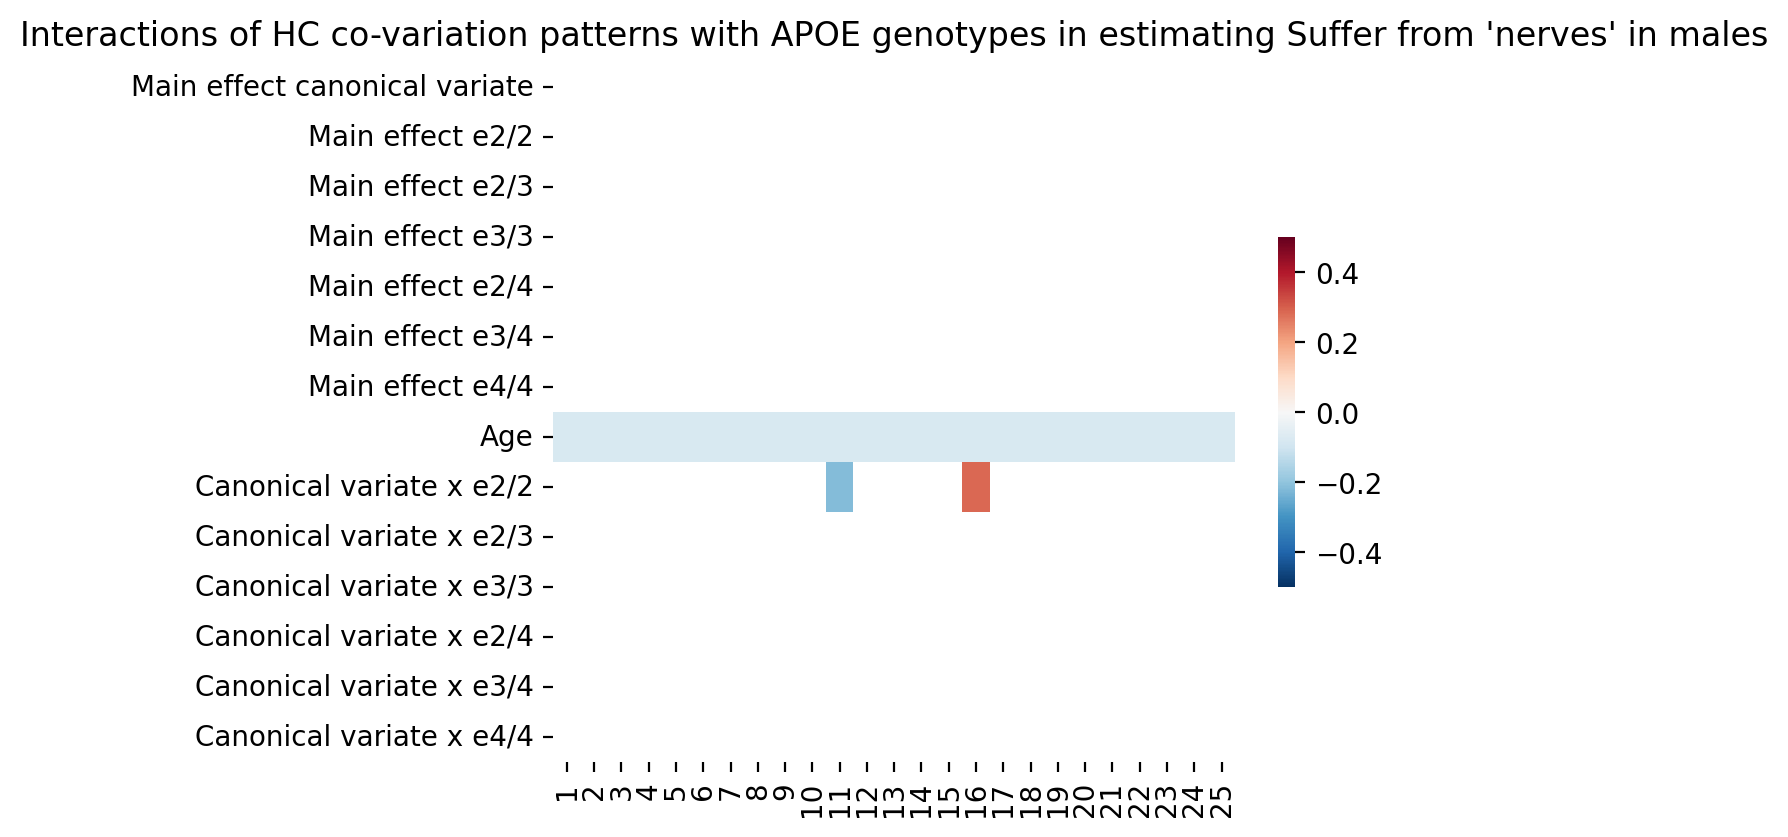 Interactions of HC co-variation patterns with APOE genotypes in estimating Suffer from 'nerves' in males
Main effect canonical variate
Main effect e2/2
Main effect e2/3
Main effect e3/3
Main effect e2/4
Main effect e3/4
Main effect e4/4
Age
Canonical variate x e2/2
Canonical variate x e2/3
Canonical variate x e3/3
Canonical variate x e2/4
Canonical variate x e3/4
Canonical variate x e4/4
1 2 3 4 5 6 7 8 9 10 11 12 13 14 15 16 17 18 19 20 21 22 23 24 25
0.4
0.2
0.0
−0.2
−0.4